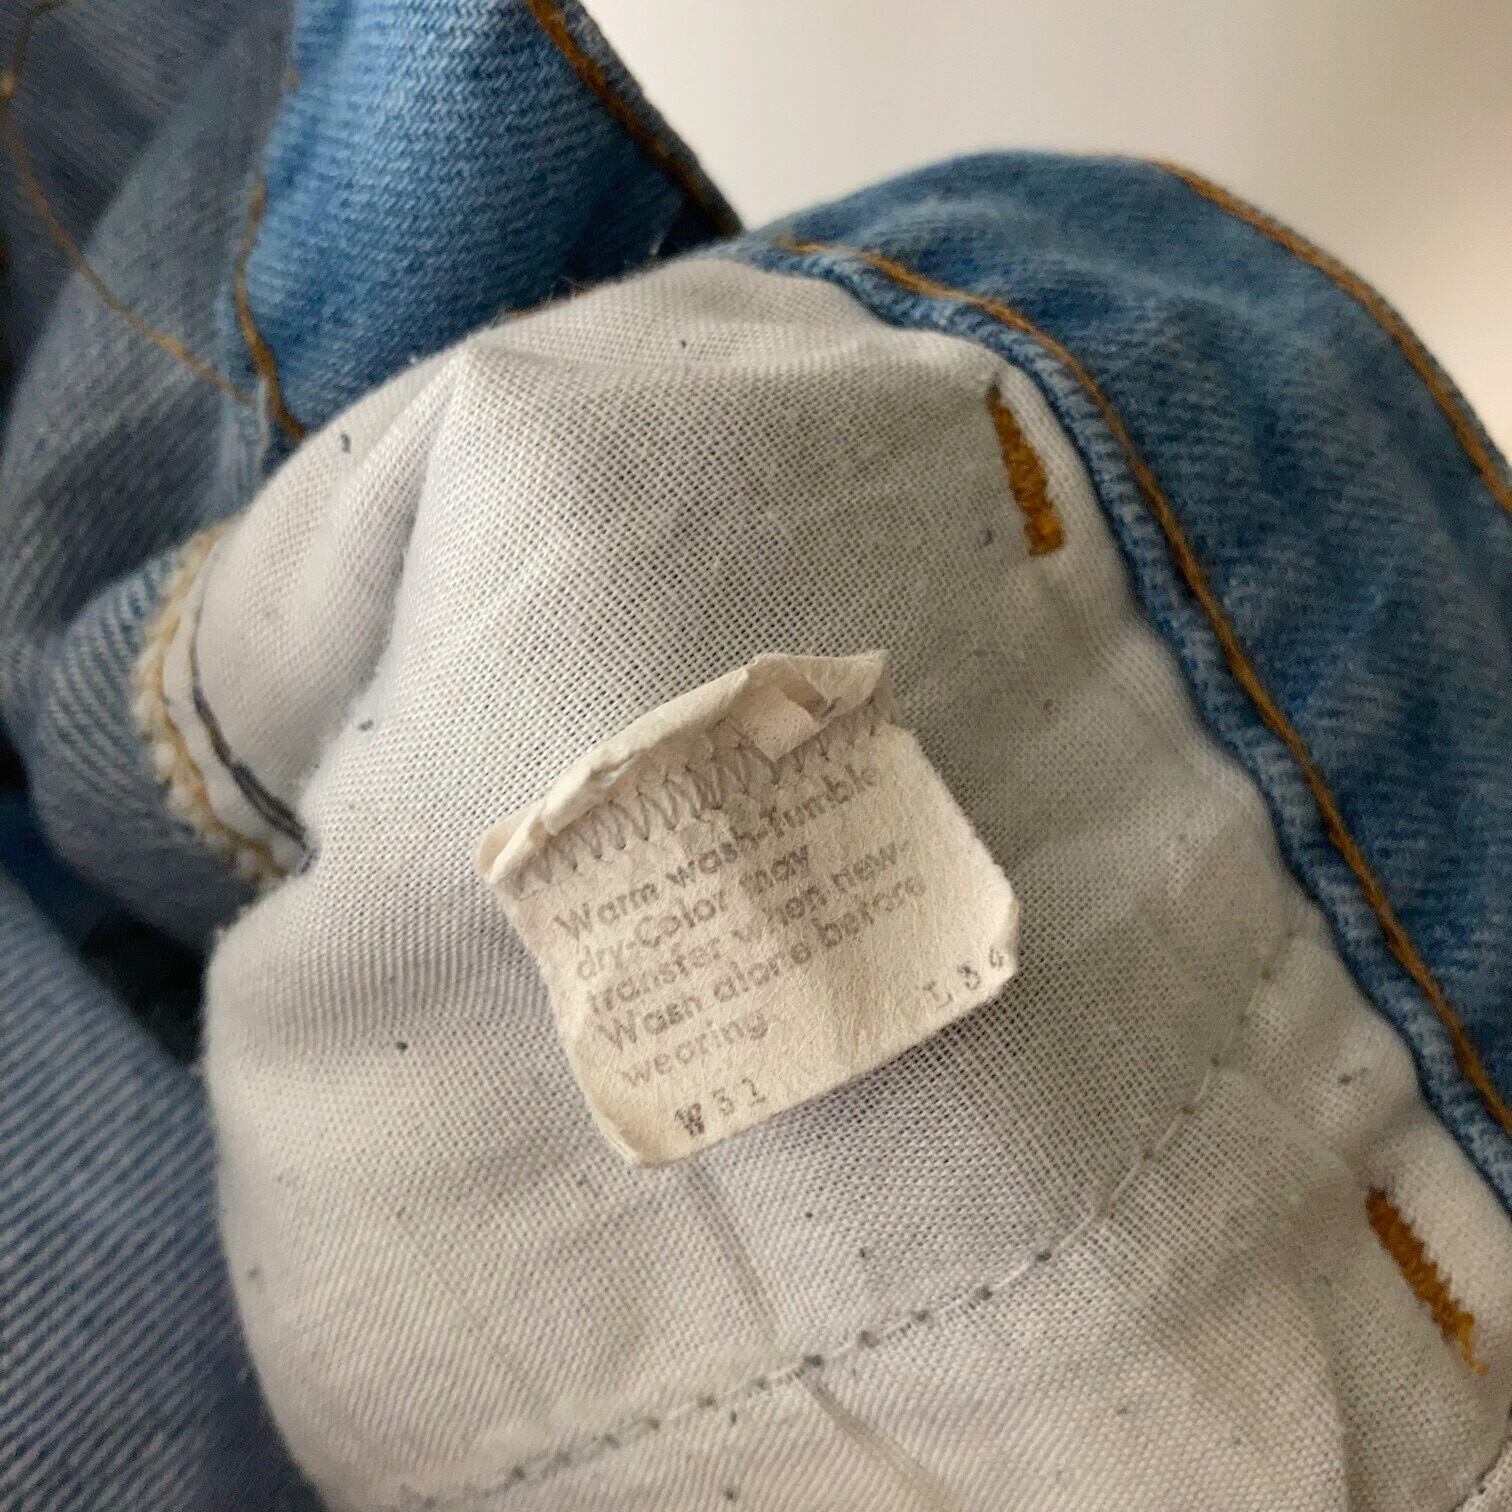 Warm wash-Tumble
dry-Color may
transfer when new-
Wash alone before
wearing.
W31 L34